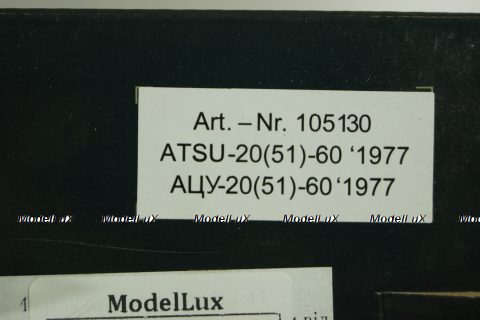 Art. – Nr. 105130
ATSU-20(51)-60 ‘1977
АЦУ-20(51)-60 ‘1977
ModelLuX ModelLuX ModelLuX ModelLuX ModelLuX
ModelLux